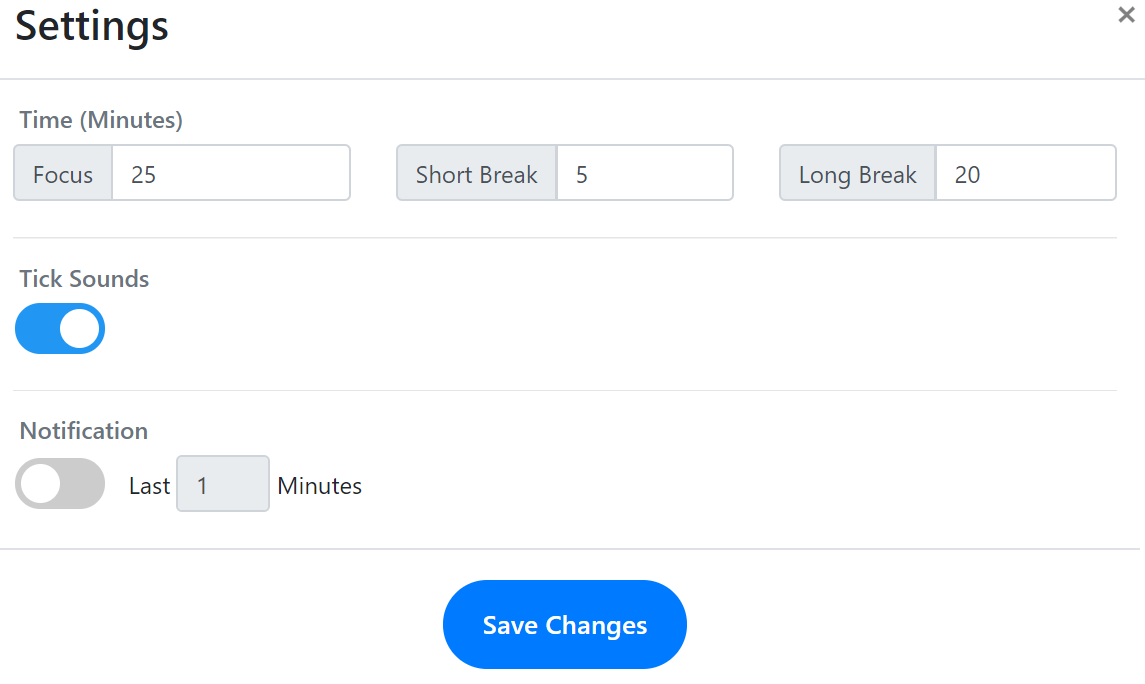 Settings
×
Time (Minutes)
Focus 25 Short Break 5 Long Break 20
Tick Sounds
Notification
Last 1 Minutes
Save Changes